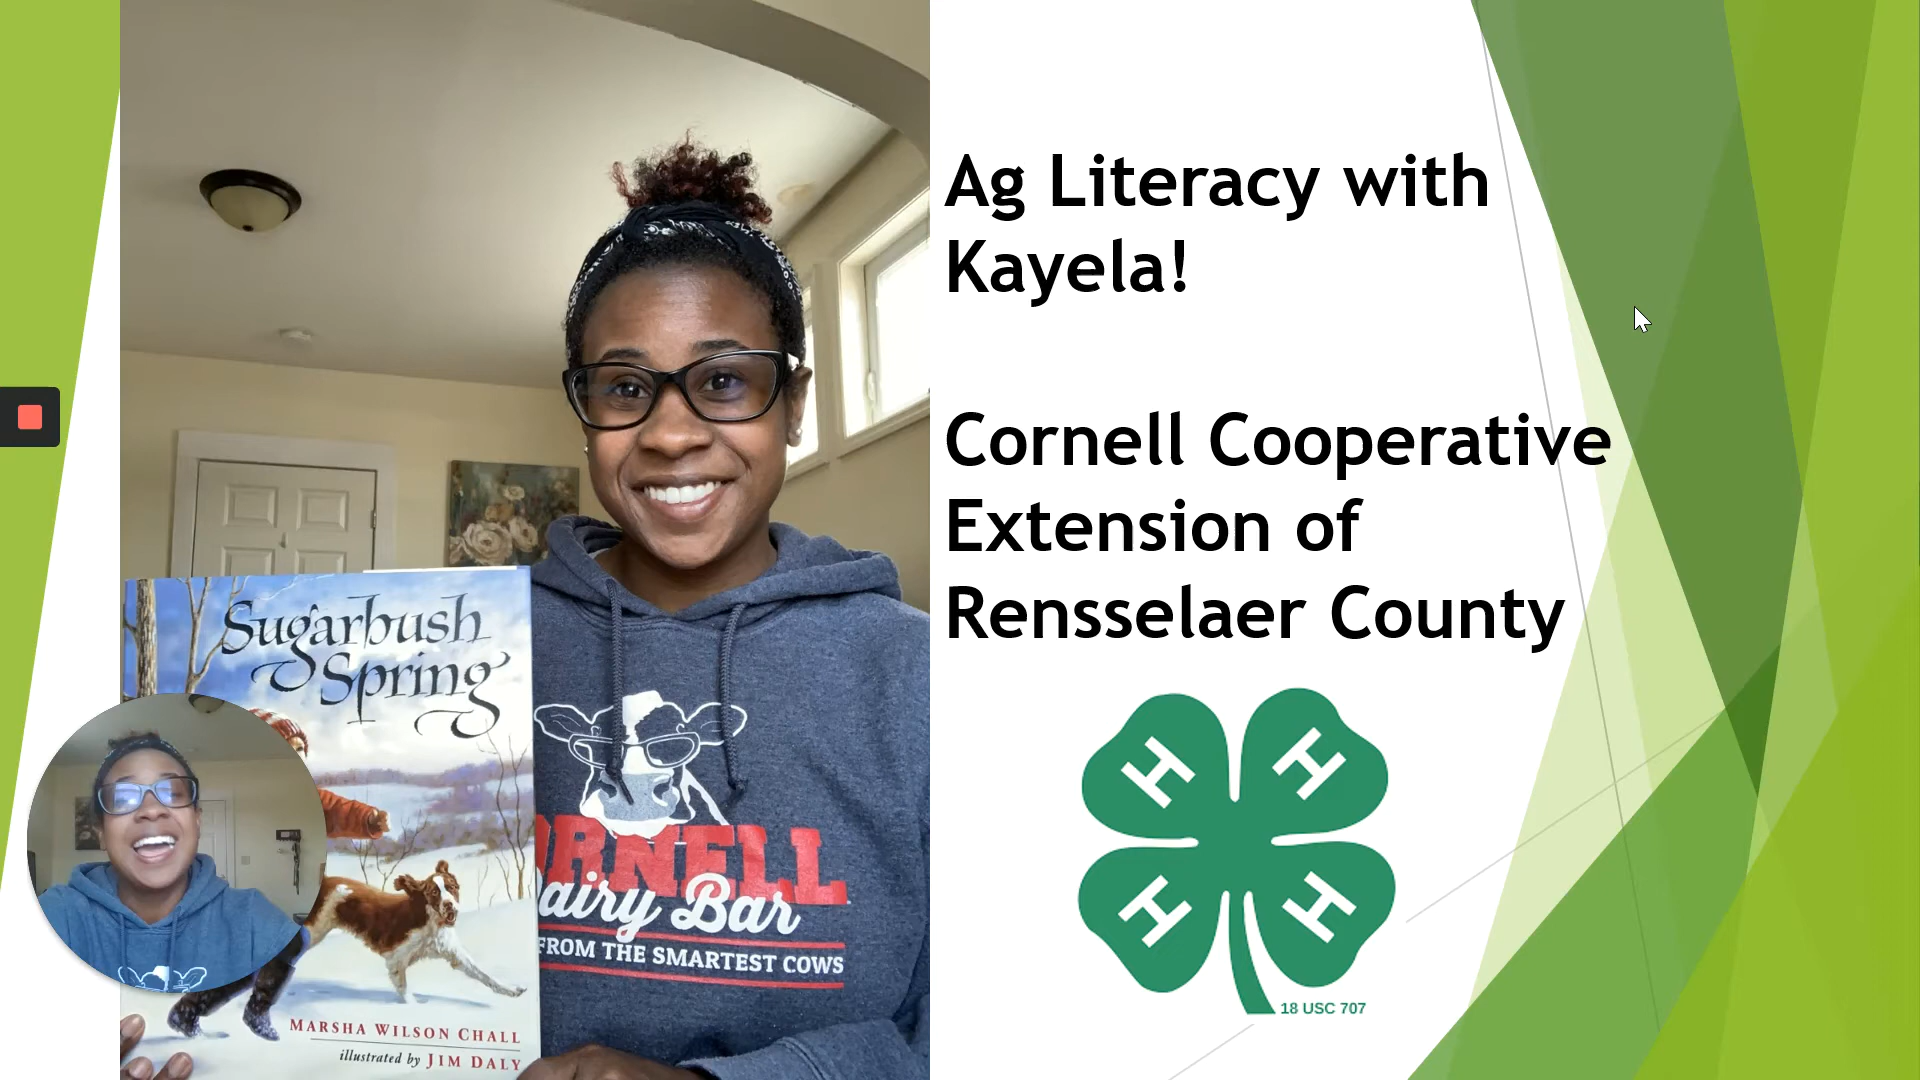 Ag Literacy with
Kayela!
Cornell Cooperative
Extension of
Rensselaer County
Sugarbush
Spring
MARSHA WILSON CHALL
illustrated by JIM DALY
ORNELL
airy Bar
FROM THE SMARTEST COWS
H H
H H
18 USC 707